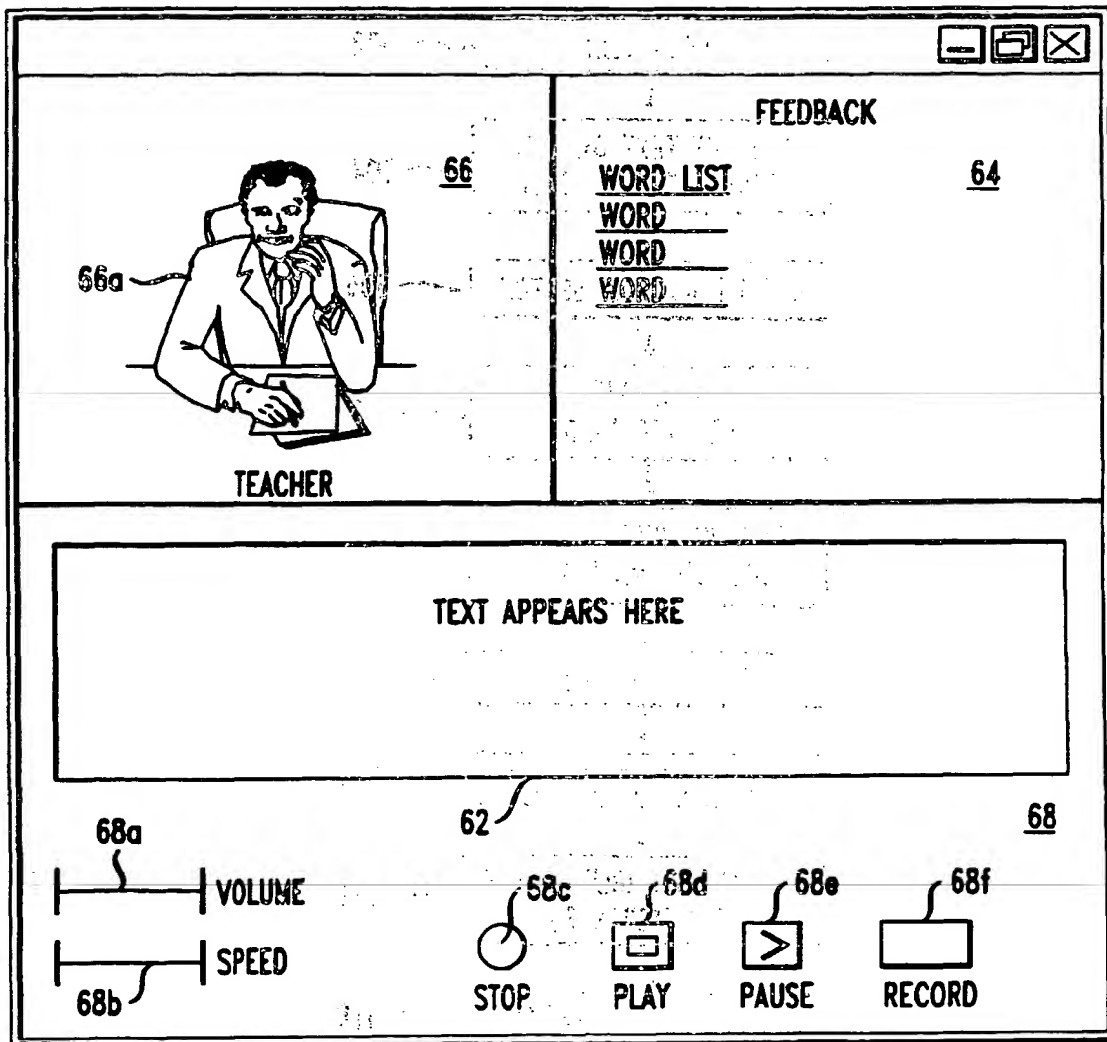 FEEDBACK
66
WORD LIST
64
WORD
WORD
66a
WORD
TEACHER
TEXT APPEARS HERE
62
68
68a
VOLUME
68c
68d
68e
68f
SPEED
68b
STOP
PLAY
PAUSE
RECORD